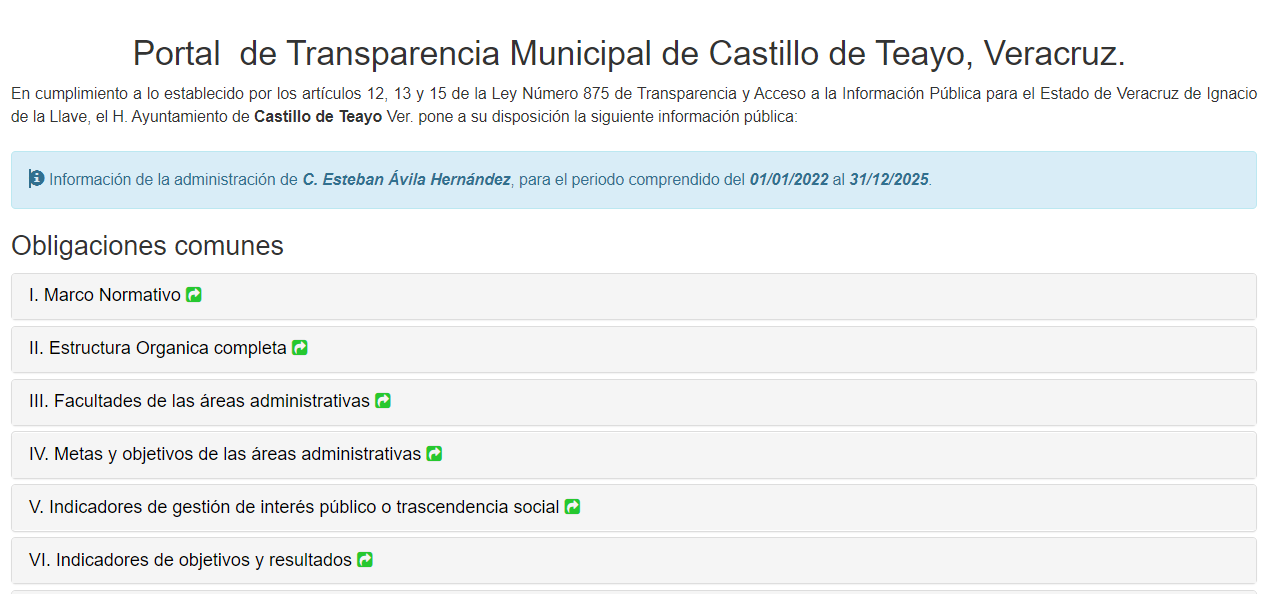 Portal  de Transparencia Municipal de Castillo de Teayo, Veracruz.
En cumplimiento a lo establecido por los artículos 12, 13 y 15 de la Ley Número 875 de Transparencia y Acceso a la Información Pública para el Estado de Veracruz de Ignacio
de la Llave, el H. Ayuntamiento de Castillo de Teayo Ver. pone a su disposición la siguiente información pública:
Información de la administración de C. Esteban Ávila Hernández, para el periodo comprendido del 01/01/2022 al 31/12/2025.
Obligaciones comunes
I. Marco Normativo
II. Estructura Organica completa
III. Facultades de las áreas administrativas
IV. Metas y objetivos de las áreas administrativas
V. Indicadores de gestión de interés público o trascendencia social
VI. Indicadores de objetivos y resultados